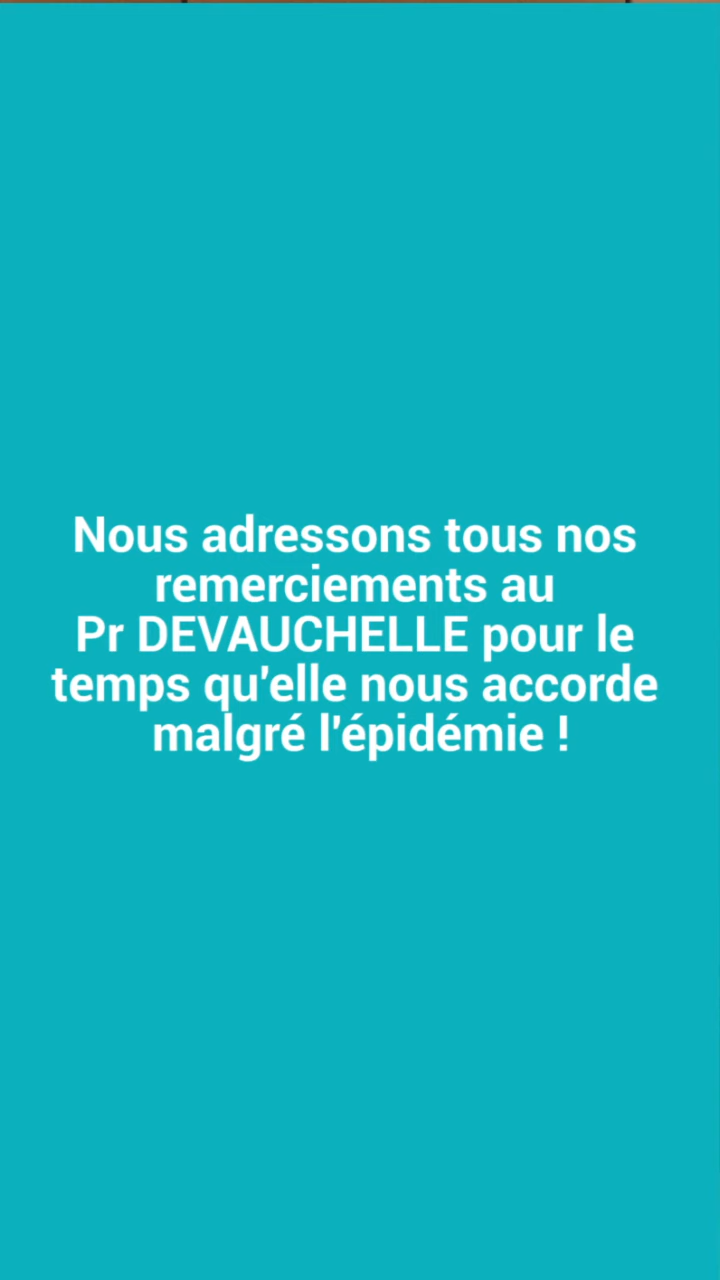 Nous adressons tous nos
remerciements au
Pr DEVAUCHELLE pour le
temps qu'elle nous accorde
malgré l'épidémie !